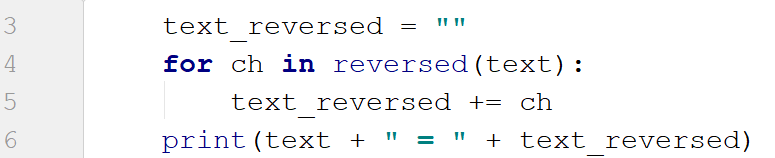 3 text_reversed = ""
4 for ch in reversed(text):
5 text_reversed += ch
6 print(text + " = " + text_reversed)